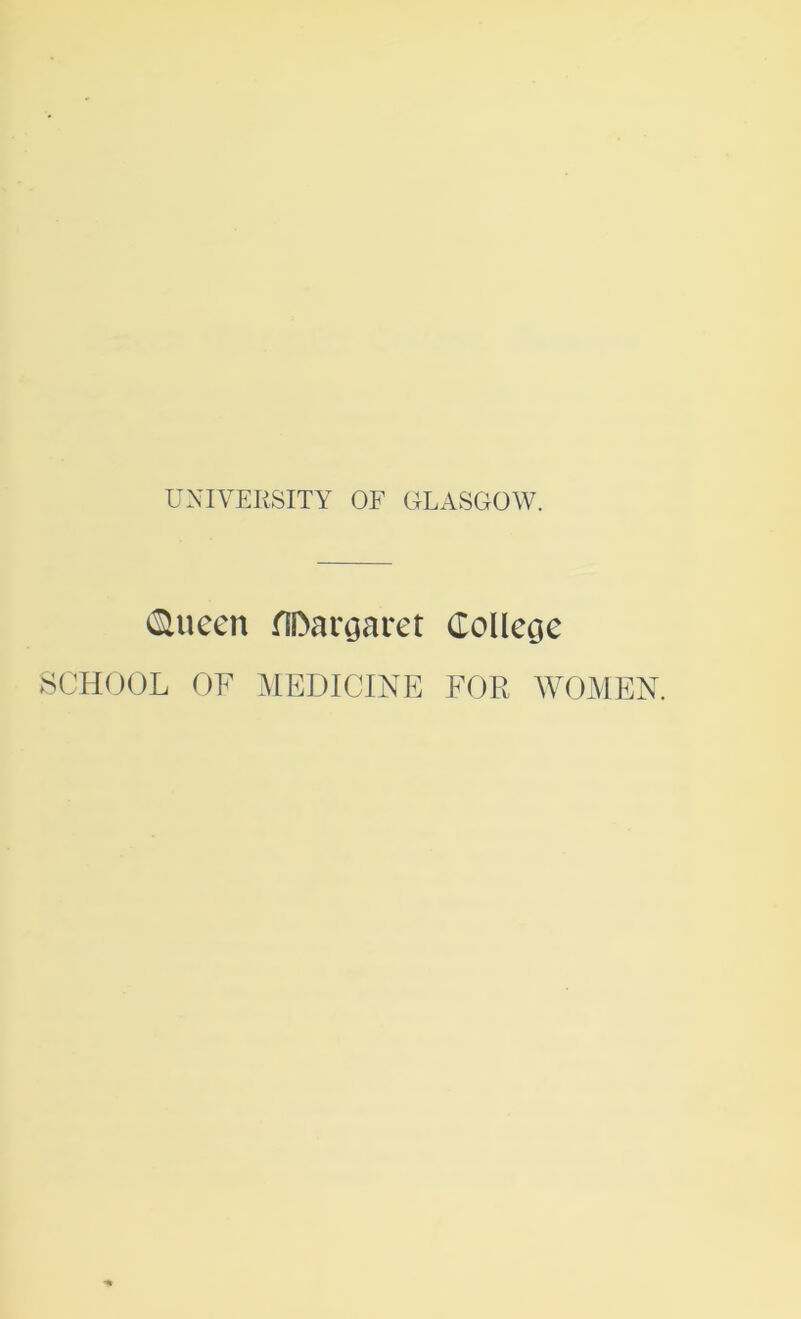 UNIVERSITY OF GLASGOW.
Queen Margaret College
SCHOOL OF MEDICINE FOR WOMEN.